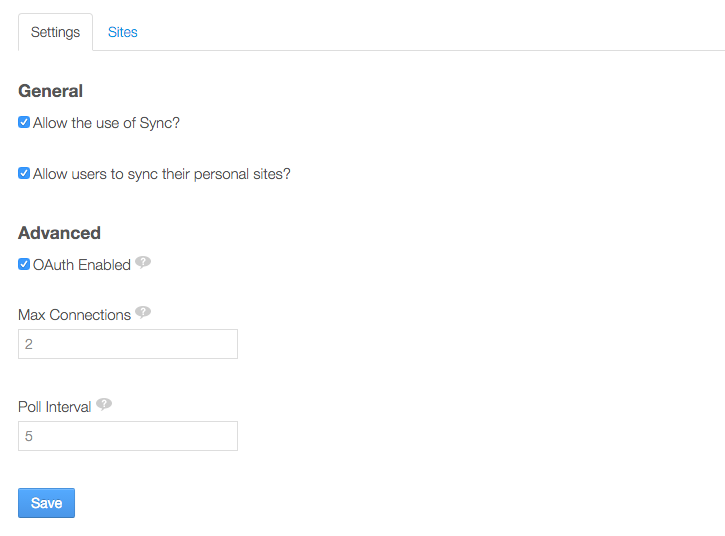 Settings Sites
General
Allow the use of Sync?
Allow users to sync their personal sites?
Advanced
OAuth Enabled ?
Max Connections ?
2
Poll Interval ?
5
Save